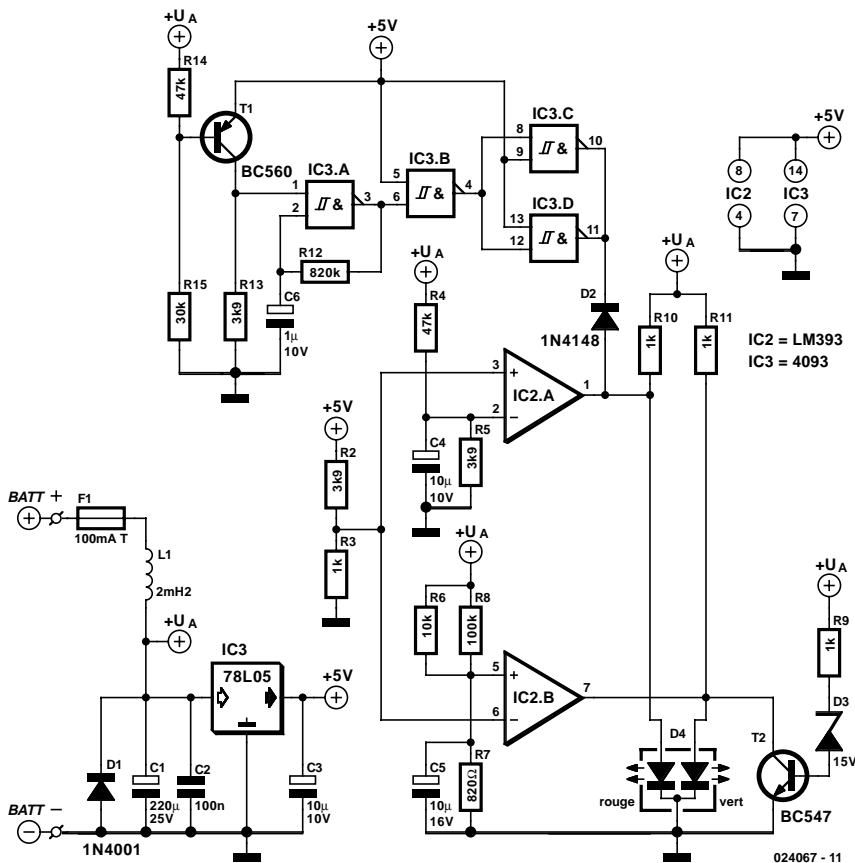 +U A
R14
47k
T1
BC560
+5V
IC3.A
1
2
3
&
IC3.B
5
6
4
&
IC3.C
8
9
10
&
IC3.D
13
12
11
&
+5V
8
14
IC2
IC3
4
7
R12
820k
R15
30k
R13
3k9
C6
1µ
10V
+U A
R4
47k
D2
1N4148
+U A
R10
1k
R11
1k
IC2 = LM393
IC3 = 4093
3
+
IC2.A
1
2
–
R5
3k9
C4
10µ
10V
+5V
R2
3k9
R3
1k
BATT +
F1
100mA T
L1
2mH2
+U A
IC3
78L05
+5V
D1
C1
220µ
25V
C2
100n
C3
10µ
10V
BATT –
1N4001
+U A
R6
10k
R8
100k
5
+
IC2.B
7
6
–
C5
10µ
16V
R7
820Ω
D4
rouge
vert
T2
BC547
+U A
R9
1k
D3
15V
024067 - 11